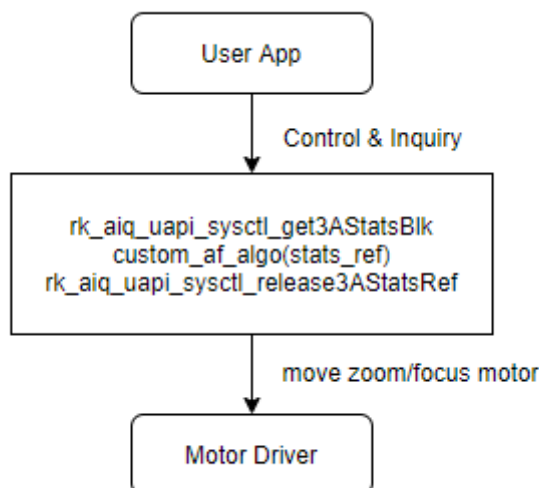 User App
Control & Inquiry
rk_aiq_uapi_sysctl_get3AStatsBlk
custom_af_algo(stats_ref)
rk_aiq_uapi_sysctl_release3AStatsRef
move zoom/focus motor
Motor Driver